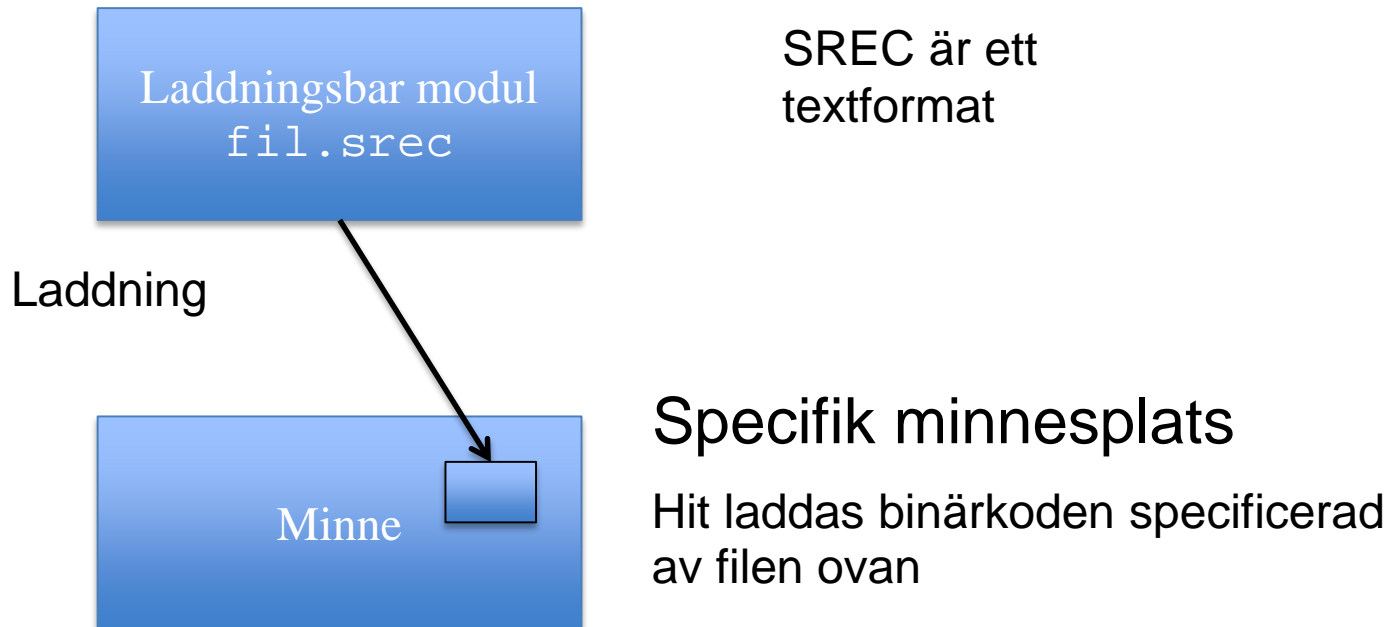 Laddningsbar modul
fil.srec
SREC är ett
textformat
Laddning
Specifik minnesplats
Minne
Hit laddas binärkoden specificerad
av filen ovan